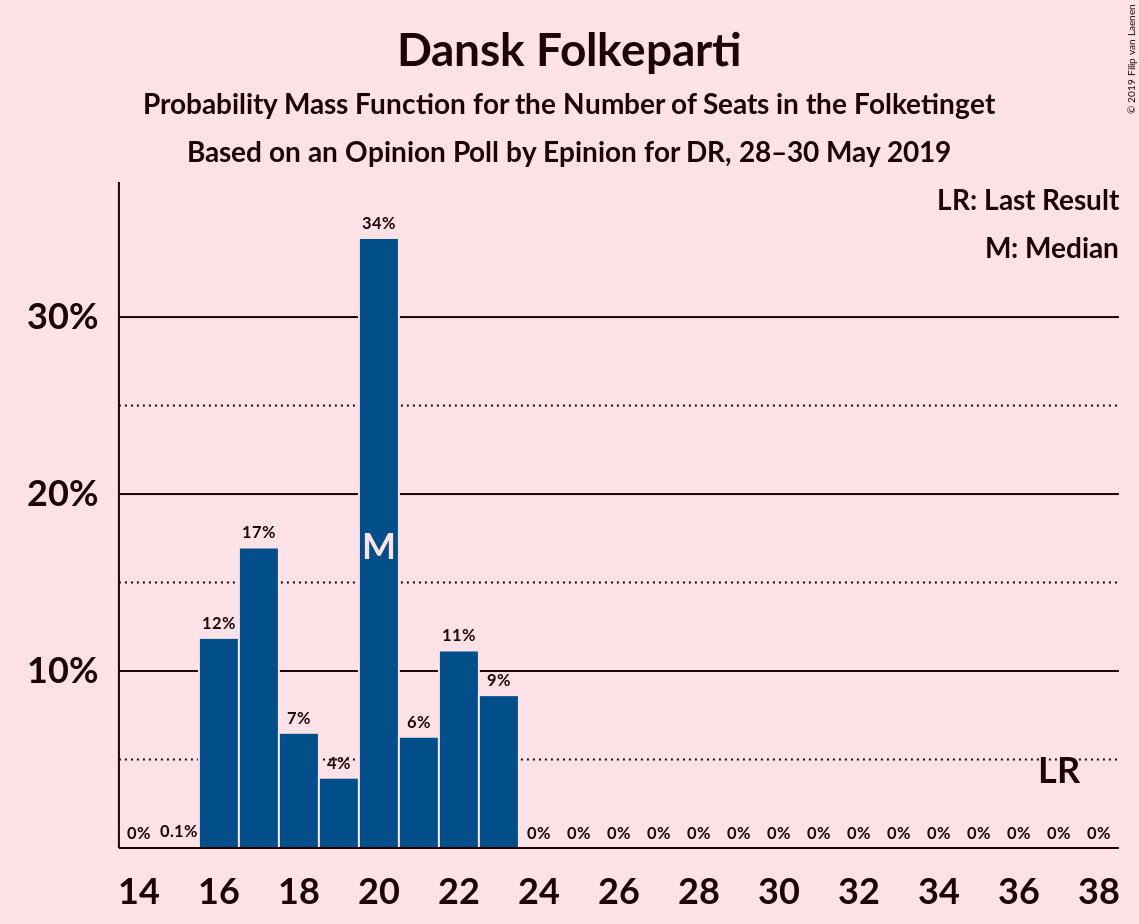 Dansk Folkeparti
Probability Mass Function for the Number of Seats in the Folketinget
Based on an Opinion Poll by Epinion for DR, 28–30 May 2019
© 2019 Filip van Laenen
LR: Last Result
M: Median
34%
30%
17%
20%
M
12%
11%
10%
9%
7%
6%
4%
LR
0% 0.1% 0% 0% 0% 0% 0% 0% 0% 0% 0% 0% 0% 0% 0% 0% 0%
14 16 18 20 22 24 26 28 30 32 34 36 38